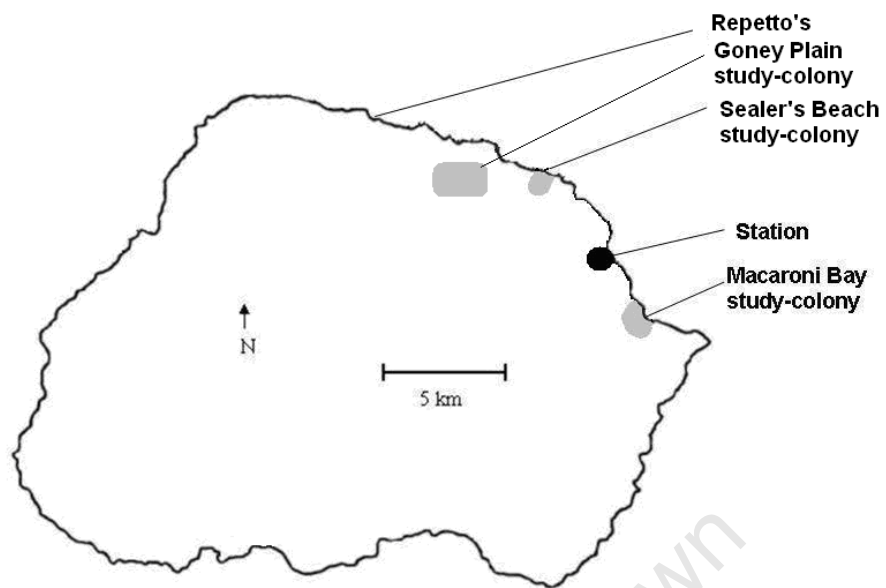 Repetto's
Goney Plain
study-colony
Sealer's Beach
study-colony
Station
Macaroni Bay
study-colony
N
5 km